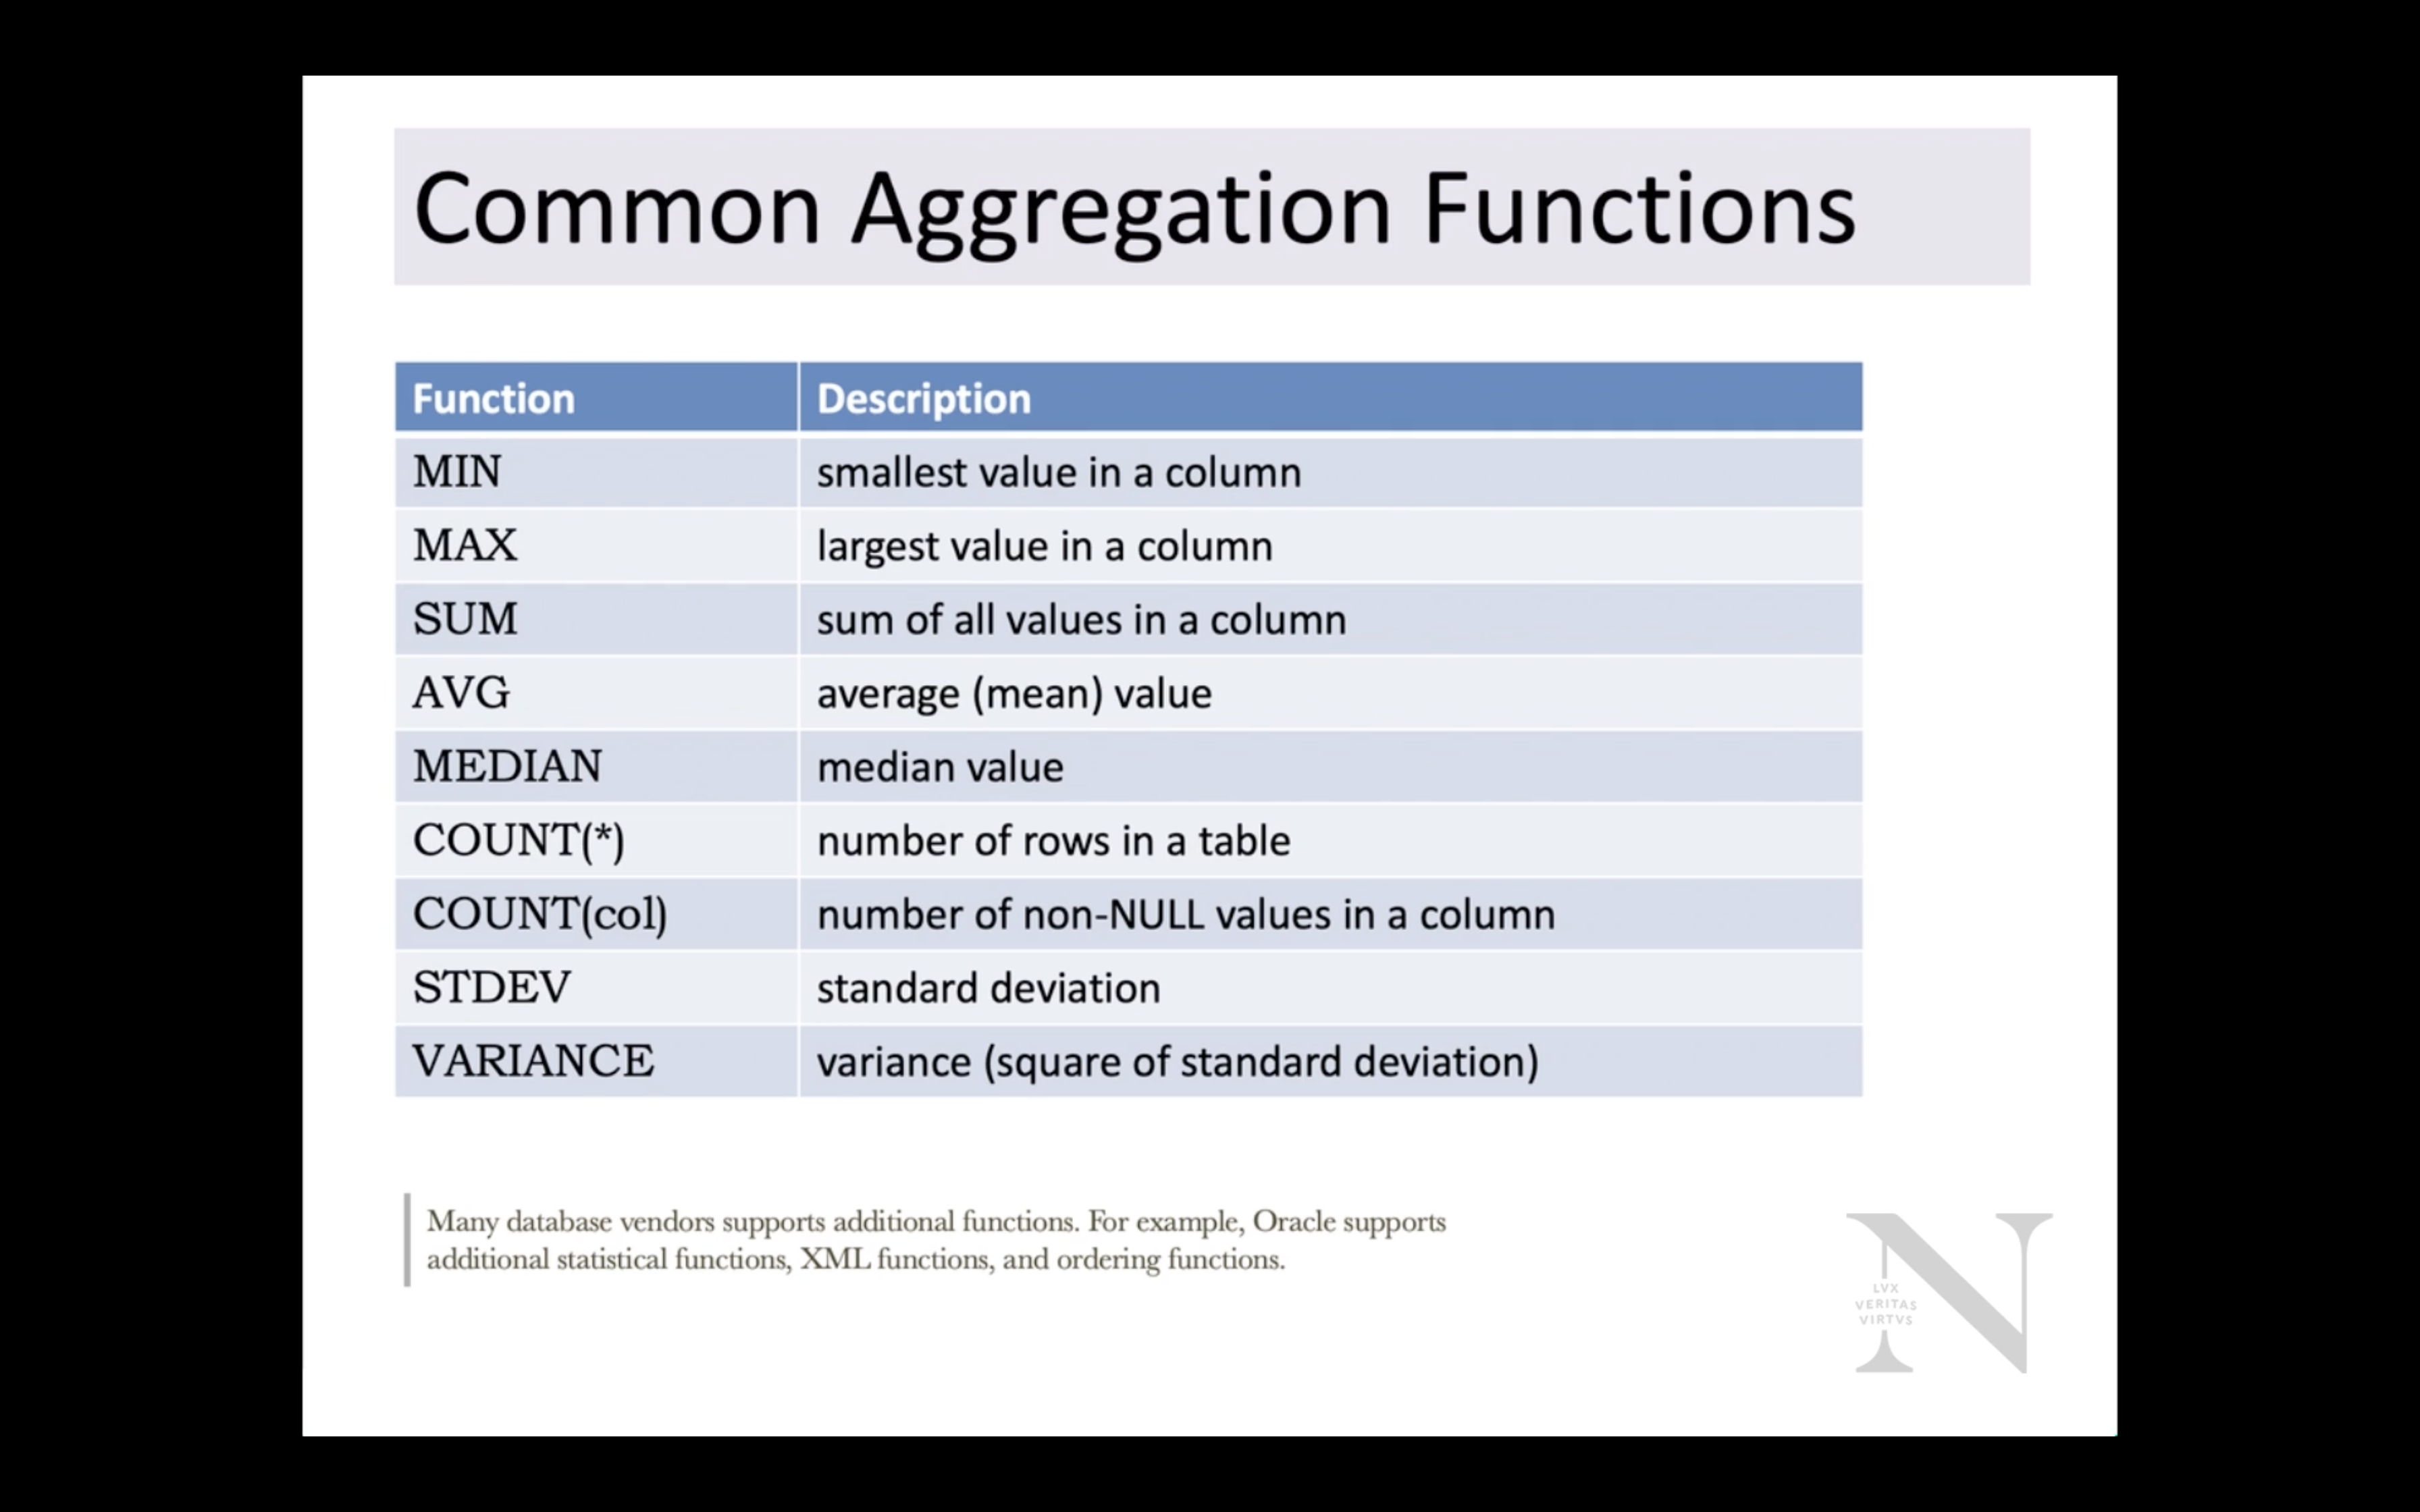 Common Aggregation Functions
Function Description
MIN smallest value in a column
MAX largest value in a column
SUM sum of all values in a column
AVG average (mean) value
MEDIAN median value
COUNT(*) number of rows in a table
COUNT(col) number of non-NULL values in a column
STDEV standard deviation
VARIANCE variance (square of standard deviation)
Many database vendors supports additional functions. For example, Oracle supports
additional statistical functions, XML functions, and ordering functions.
N
LVX
VERITAS
VIRTVS